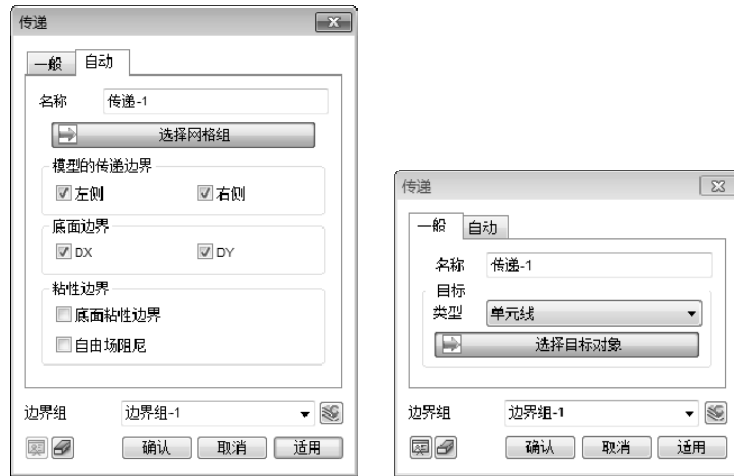 传递
一般 自动
名称 传递-1
选择网格组
模型的传递边界
左侧 右侧
底面边界
DX DY
粘性边界
底面粘性边界
自由场阻尼
边界组 边界组-1
确认 取消 适用
传递
一般 自动
名称 传递-1
目标
类型 单元线
选择目标对象
边界组 边界组-1
确认 取消 适用